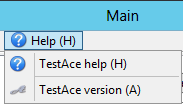 Main
Help (H)
TestAce help (H)
TestAce version (A)